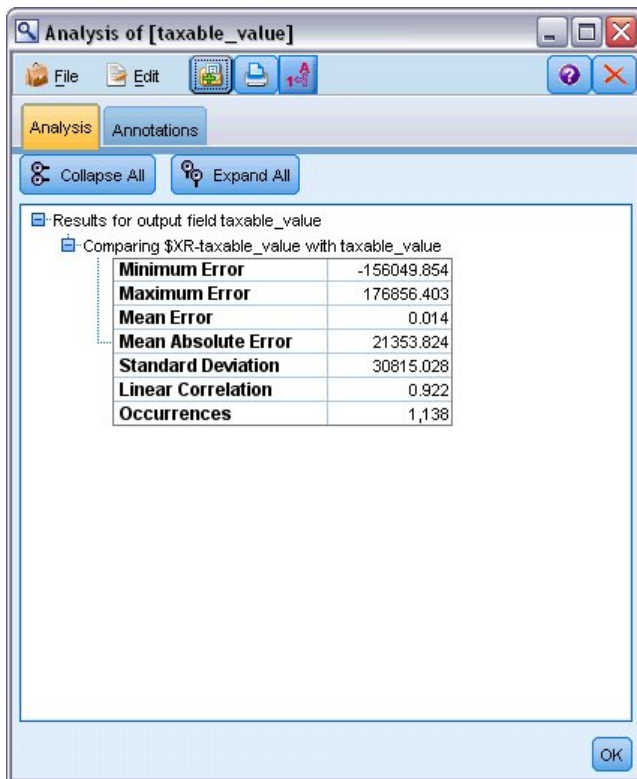 Analysis of [taxable_value]
File Edit
Analysis Annotations
Collapse All Expand All
Results for output field taxable_value
Comparing $XR-taxable_value with taxable_value
Minimum Error -156049.854
Maximum Error 176856.403
Mean Error 0.014
Mean Absolute Error 21353.824
Standard Deviation 30815.028
Linear Correlation 0.922
Occurrences 1,138
OK